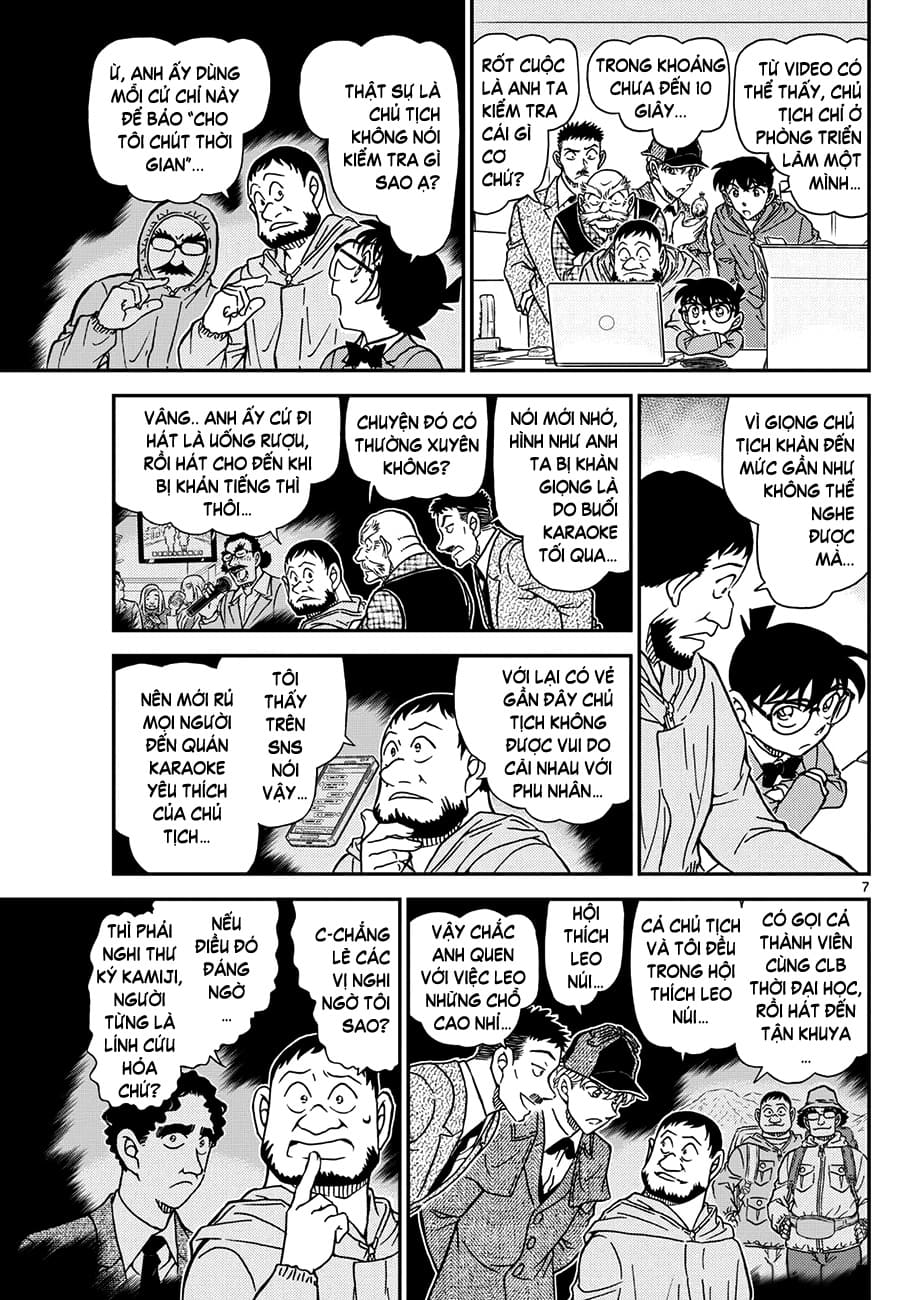 TỪ VIDEO CÓ
THỂ THẤY, CHỦ
TỊCH CHỈ Ở
PHÒNG TRIỂN
LÃM MỘT
MÌNH...
TRONG KHOẢNG
CHƯA ĐẾN 10
GIÂY...
RỐT CUỘC
LÀ ANH TA
KIỂM TRA
CÁI GÌ
CƠ
CHỨ?
THẬT SỰ LÀ
CHỦ TỊCH
KHÔNG NÓI
KIỂM TRA GÌ
SAO Ạ?
Ừ, ANH ẤY DÙNG
MỖI CỬ CHỈ NÀY
ĐỂ BẢO "CHO
TÔI CHÚT THỜI
GIAN"...
VÌ GIỌNG CHỦ
TỊCH KHÀN ĐẾN
MỨC GẦN NHƯ
KHÔNG THỂ
NGHE
ĐƯỢC
MÀ...
NÓI MỚI NHỚ,
HÌNH NHƯ ANH
TA BỊ KHÀN
GIỌNG LÀ
DO BUỔI
KARAOKE
TỐI QUA...
CHUYỆN ĐÓ CÓ
THƯỜNG XUYÊN
KHÔNG?
VÂNG.. ANH ẤY CỨ ĐI
HÁT LÀ UỐNG RƯỢU,
RỒI HÁT CHO ĐẾN KHI
BỊ KHẢN TIẾNG THÌ
THÔI...
VỚI LẠI CÓ VẺ
GẦN ĐÂY CHỦ
TỊCH KHÔNG
ĐƯỢC VUI DO
CÃI NHAU VỚI
PHU NHÂN...
TÔI
THẤY
TRÊN
SNS
NÓI
VẬY...
NÊN MỚI RỦ
MỌI NGƯỜI
ĐẾN QUÁN
KARAOKE
YÊU THÍCH
CỦA CHỦ
TỊCH...
7
CÓ GỌI CẢ
THÀNH VIÊN
CÙNG CLB
THỜI ĐẠI HỌC,
RỒI HÁT ĐẾN
TẬN KHUYA
...
CẢ CHỦ TỊCH
VÀ TÔI ĐỀU
TRONG HỘI
THÍCH LEO
NÚI...
HỘI
THÍCH
LEO
NÚI...
VẬY CHẮC
ANH QUEN
VỚI VIỆC LEO
NHỮNG CHỖ
CAO NHỈ...
C-CHẲNG
LẼ CÁC
VỊ NGHI
NGỜ TÔI
SAO?
NẾU
ĐIỀU ĐÓ
ĐÁNG
NGỜ
...
THÌ PHẢI
NGHI THƯ
KÝ KAMIJI,
NGƯỜI
TỪNG LÀ
LÍNH CỨU
HỎA
CHỨ?